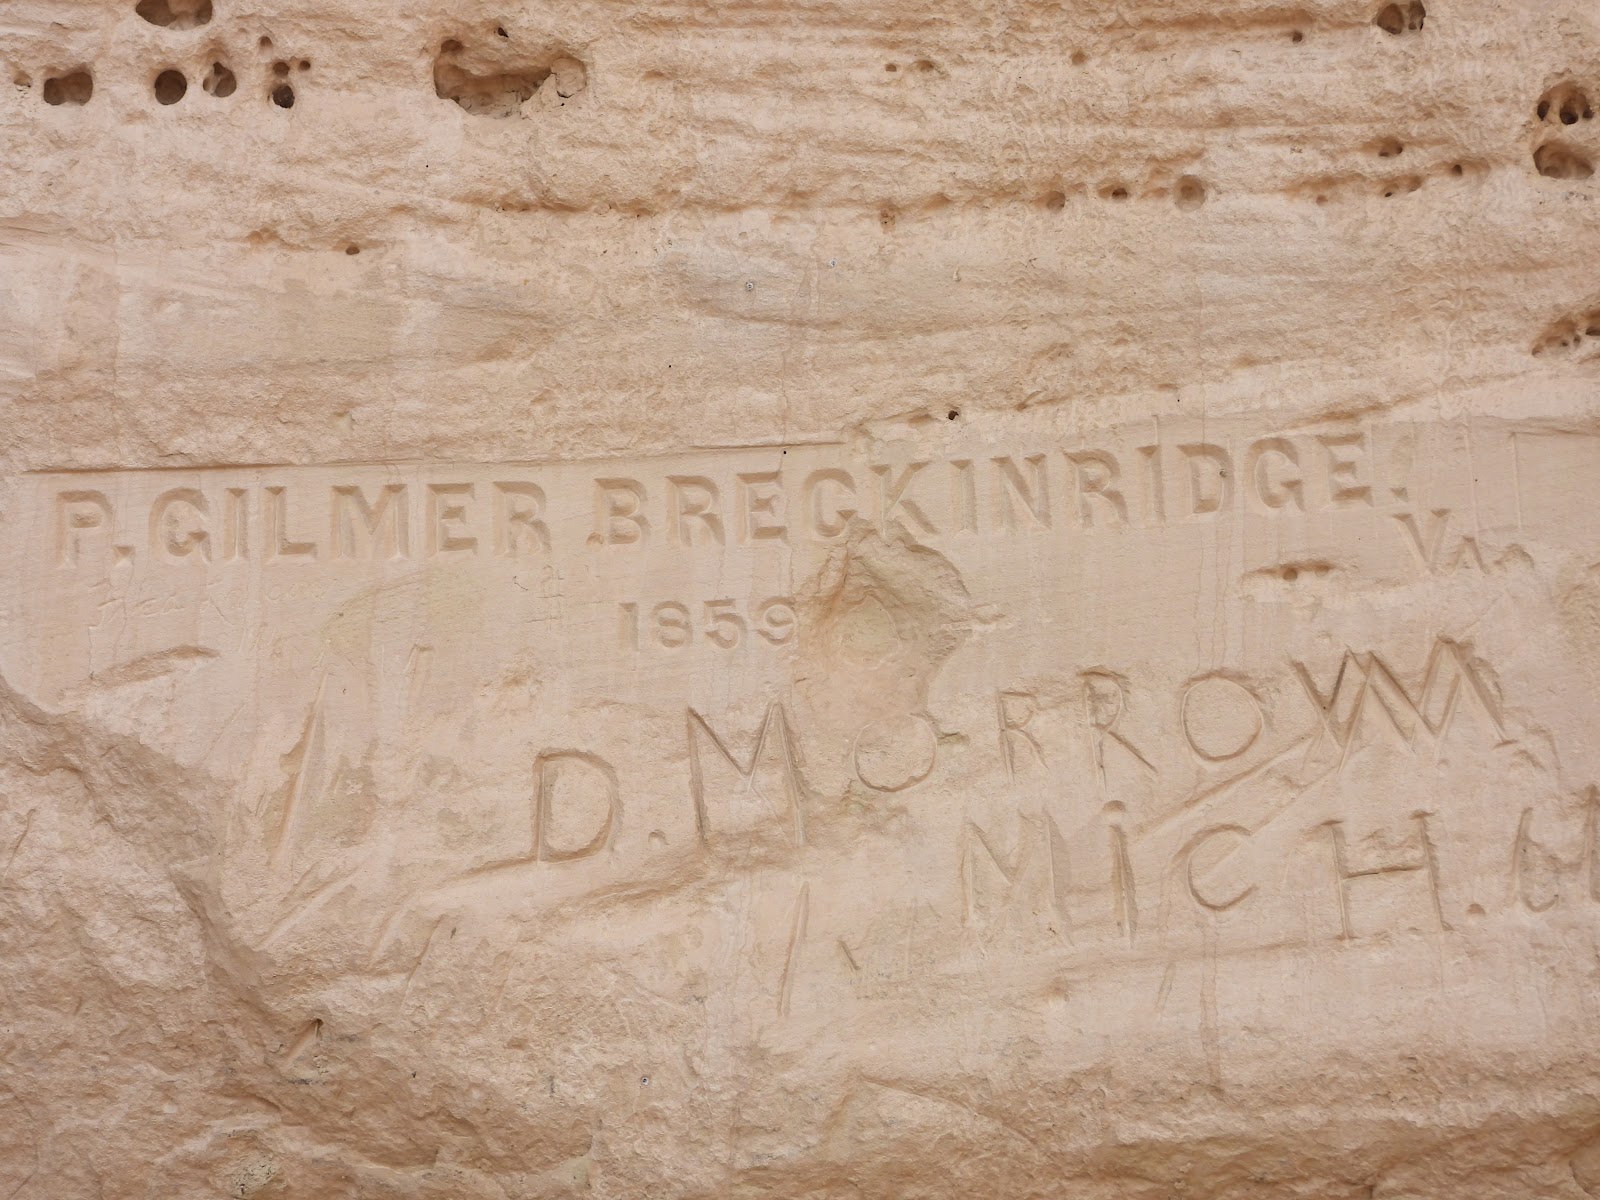 P. GILMER BRECKINRIDGE.
Va
1859
D. MORROW
MICH.